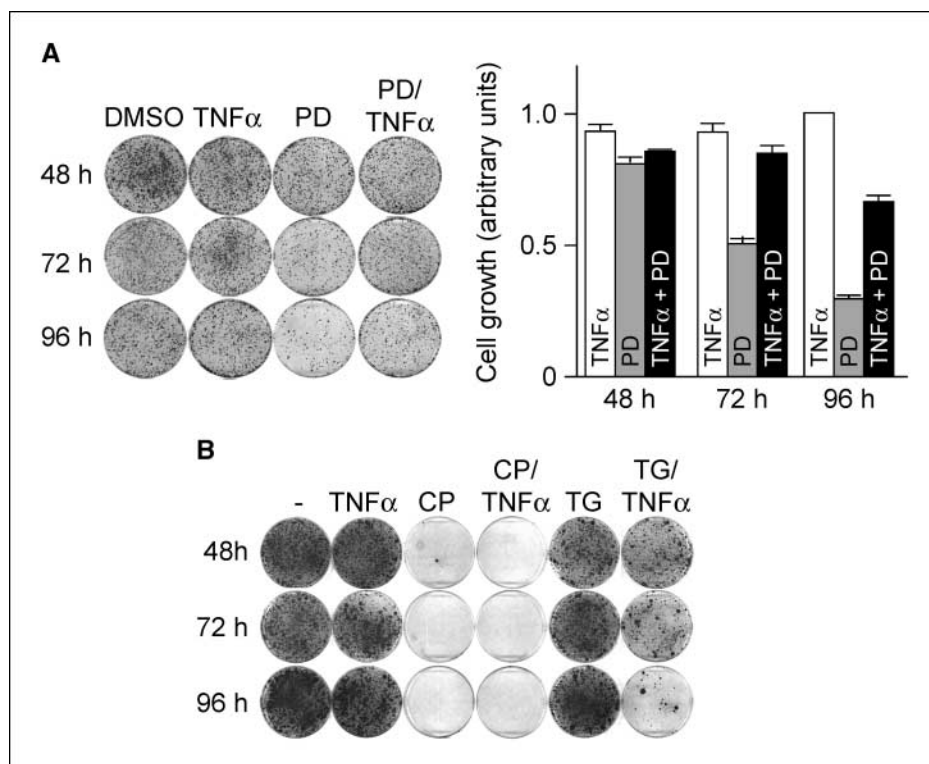 A
DMSO TNFα PD PD/
TNFα
48 h
72 h
96 h
Cell growth (arbitrary units)
1.0
0.5
0
TNFα PD TNFα + PD TNFα PD TNFα + PD TNFα PD TNFα + PD
48 h 72 h 96 h
B
- TNFα CP CP/
TNFα TG TG/
TNFα
48h
72 h
96 h